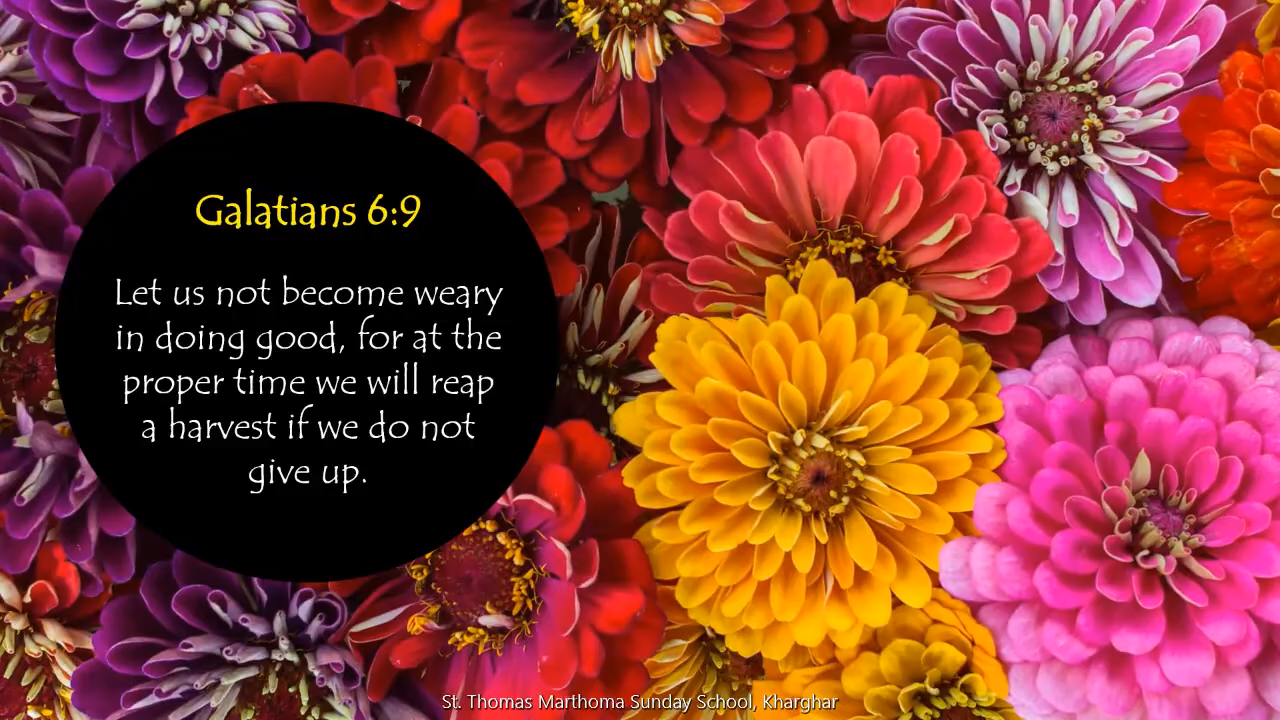 Galatians 6:9
Let us not become weary
in doing good, for at the
proper time we will reap
a harvest if we do not
give up.
St. Thomas Marthoma Sunday School, Kharghar